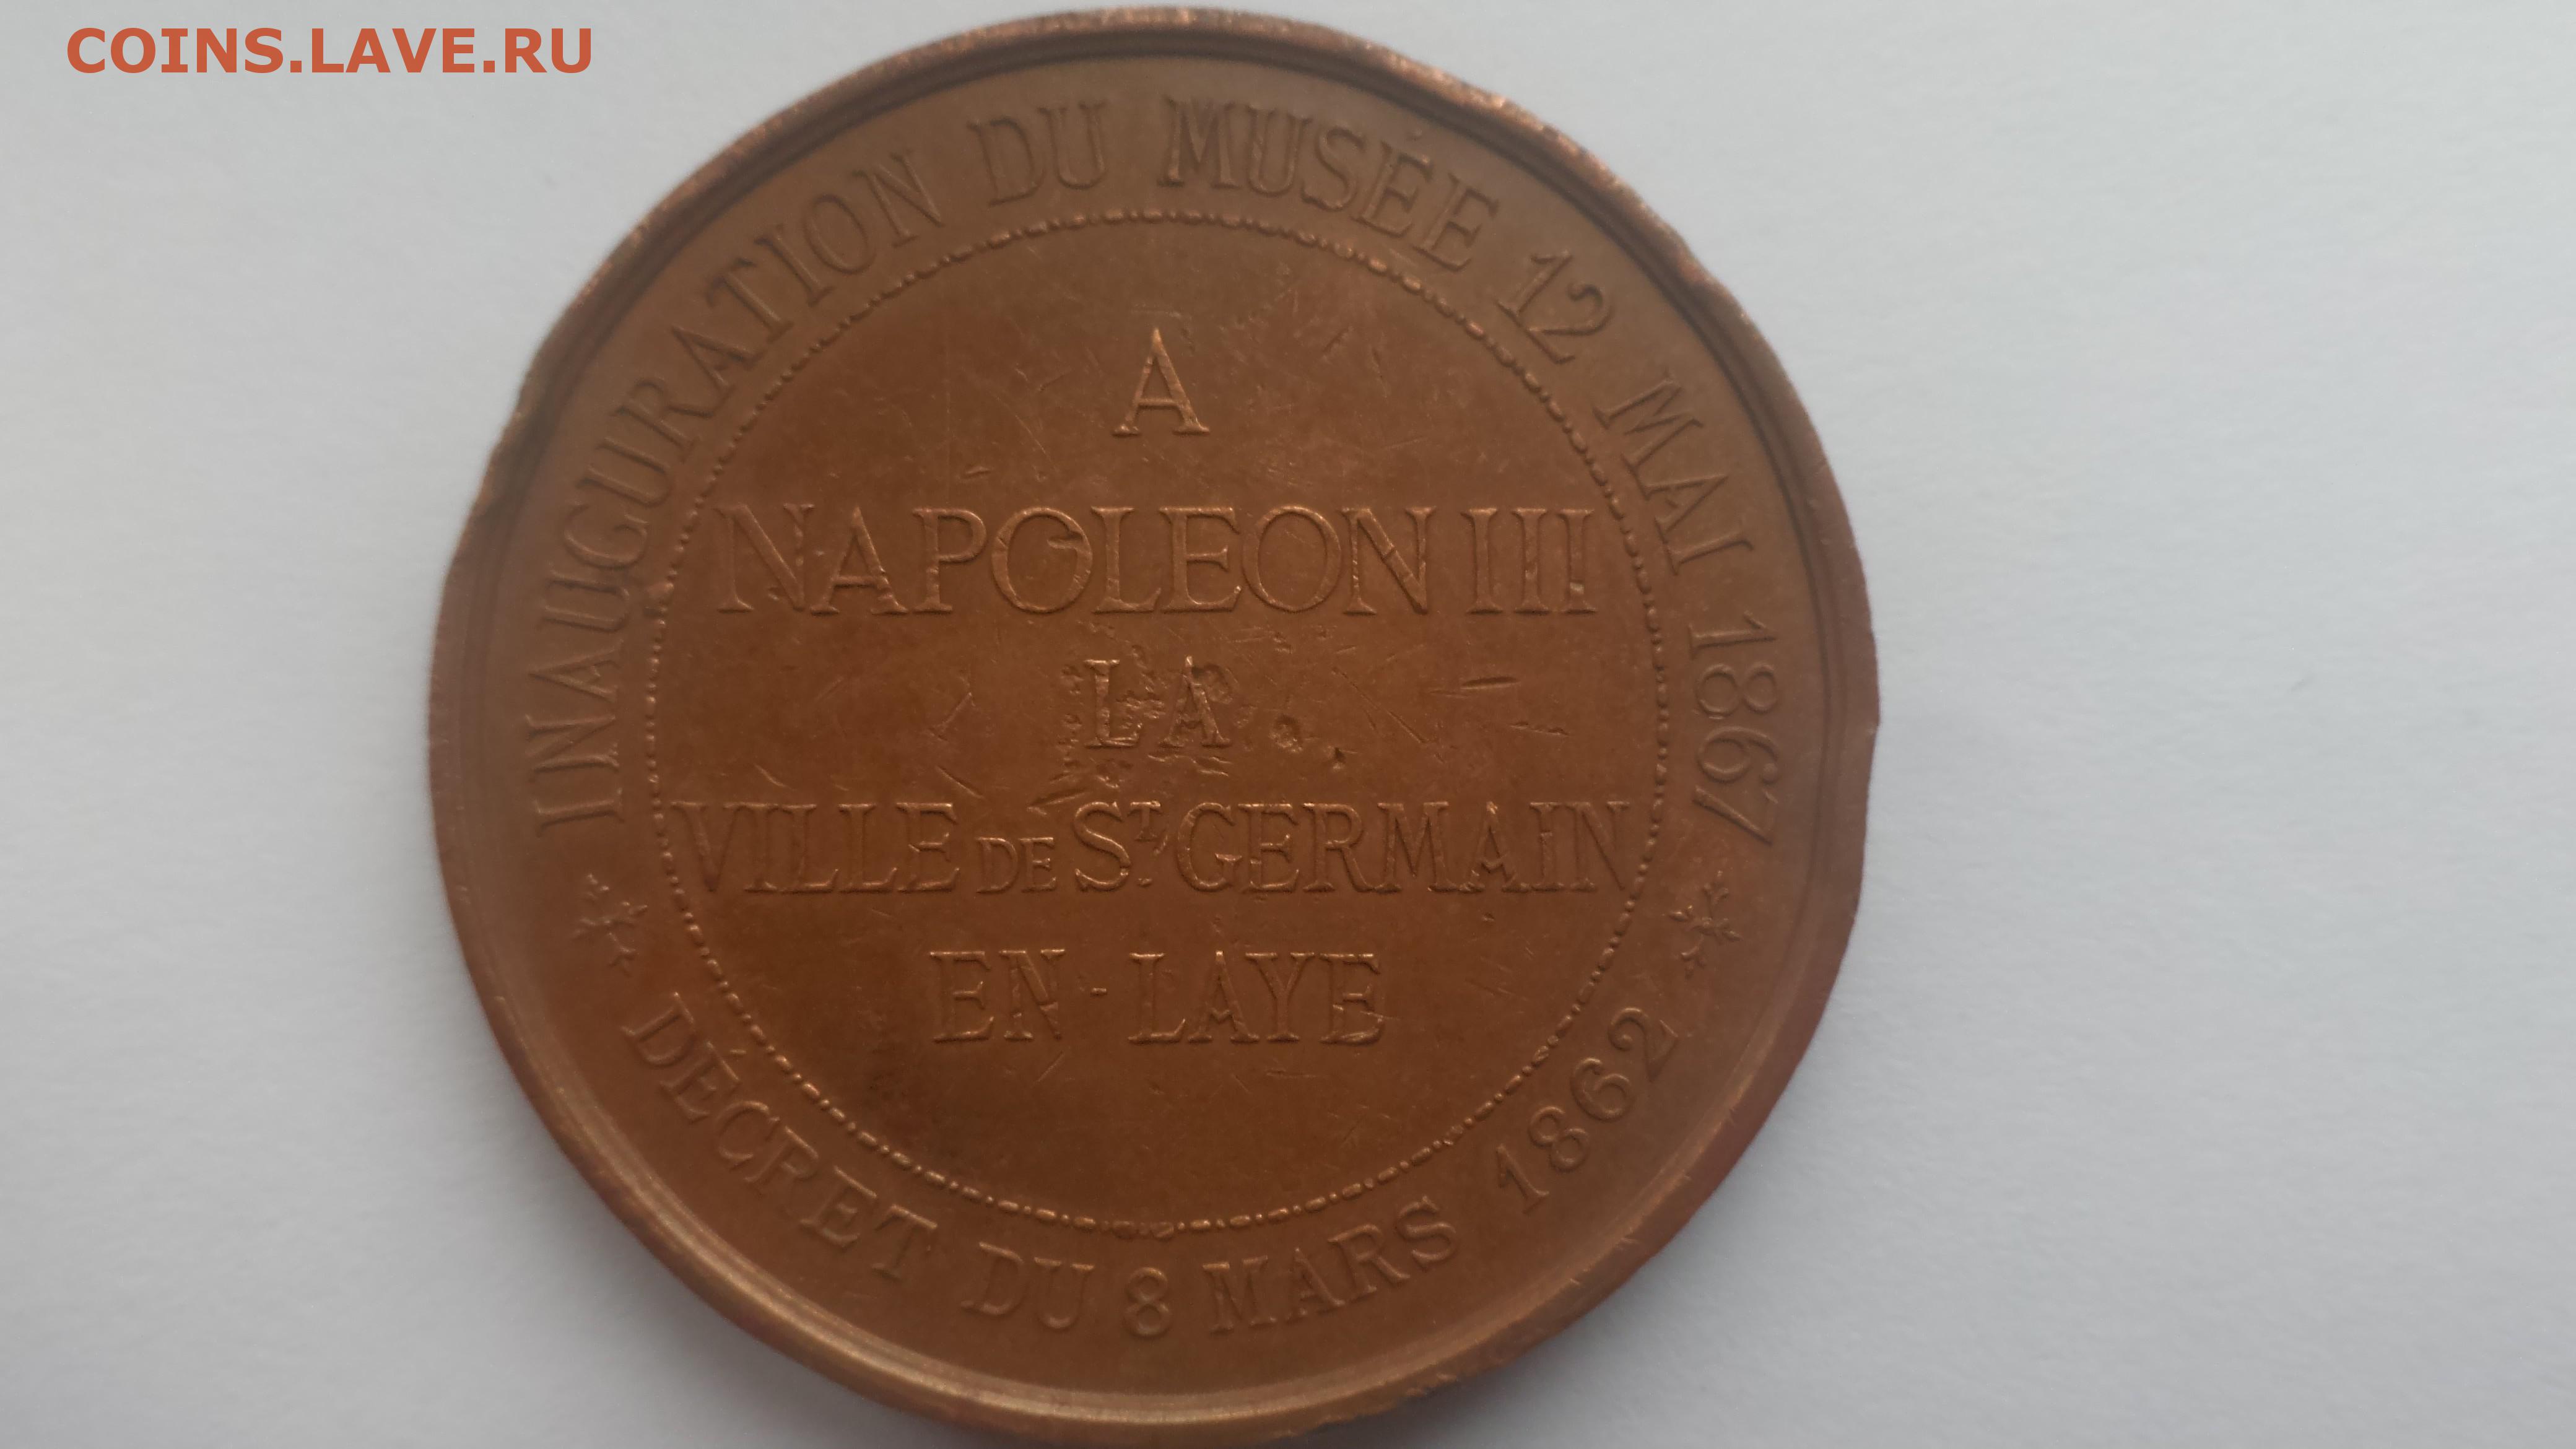 COINS.LAVE.RU
INAUGURATION DU MUSÉE 12 MAI 1867
A
NAPOLEON III
LA
VILLE DE ST. GERMAIN
EN-LAYE
DÉCRET DU 8 MARS 1862